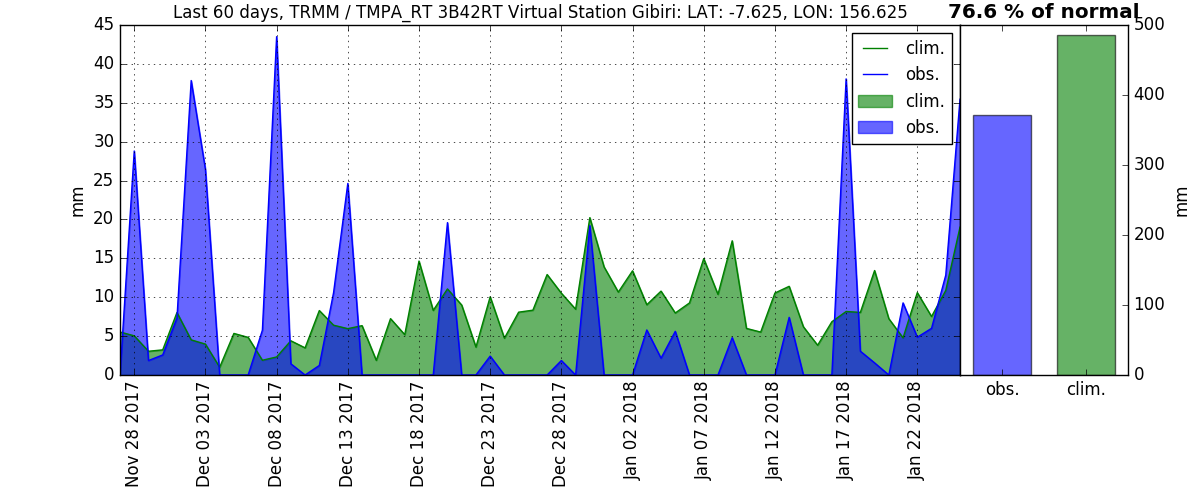 Last 60 days, TRMM / TMPA_RT 3B42RT Virtual Station Gibiri: LAT: -7.625, LON: 156.625
76.6 % of normal
45
40
35
30
25
20
15
10
5
0
mm
clim.
obs.
clim.
obs.
Nov 28 2017
Dec 03 2017
Dec 08 2017
Dec 13 2017
Dec 18 2017
Dec 23 2017
Dec 28 2017
Jan 02 2018
Jan 07 2018
Jan 12 2018
Jan 17 2018
Jan 22 2018
500
400
300
200
100
0
mm
obs.
clim.